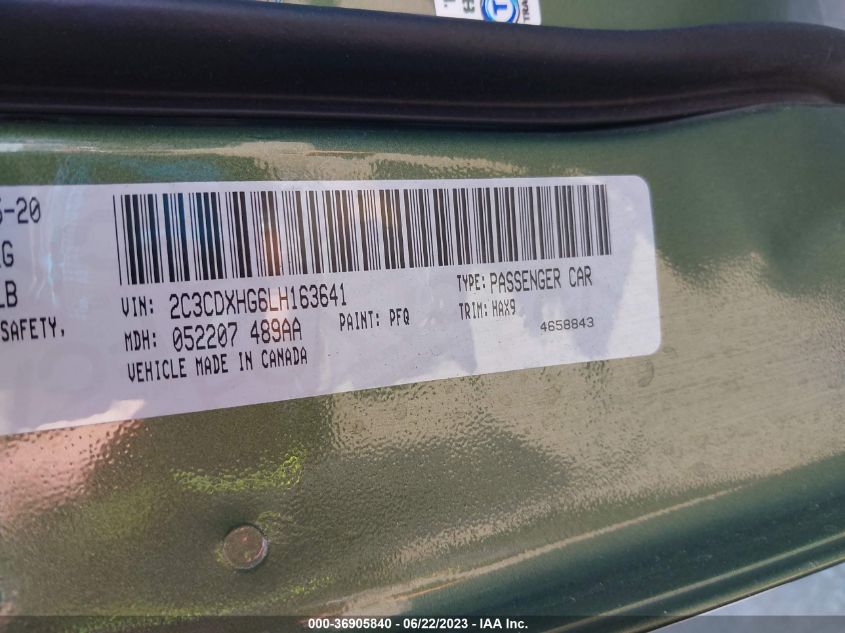 T
TRA
5-20
LB
SAFETY,
VIN: 2C3CDXHG6LH163641
TYPE: PASSENGER CAR
MDH: 052207 489AA
PAINT: PFQ
TRIM: HAX9
VEHICLE MADE IN CANADA
4658843
000-36905840 - 06/22/2023 - IAA Inc.